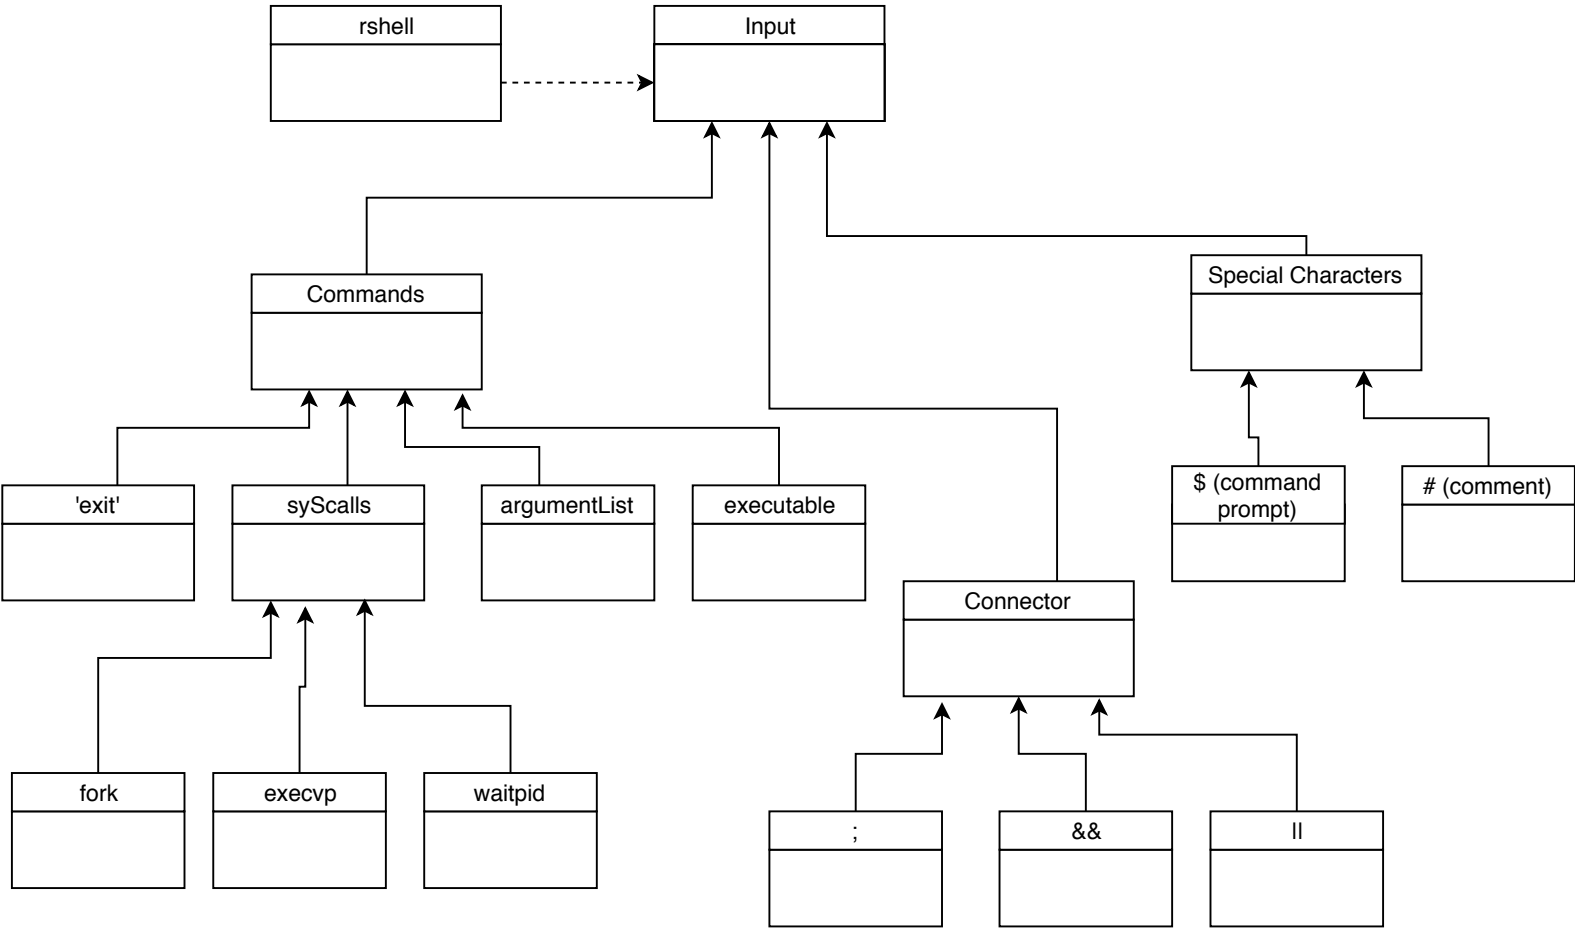 rshell
Input
Commands
Special Characters
'exit'
syScalls
argumentList
executable
$ (command
prompt)
# (comment)
Connector
fork
execvp
waitpid
;
&&
||